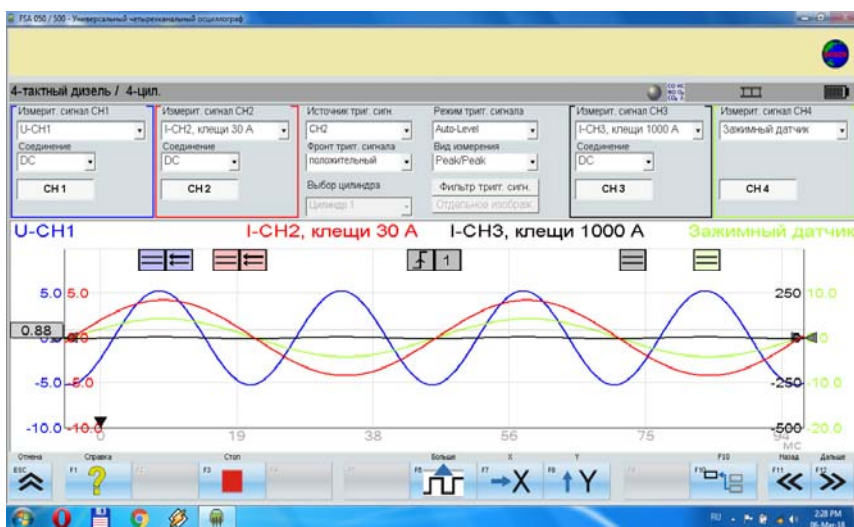 FSA 050 / 500 - Универсальный четырехканальный осциллограф
4-тактный дизель / 4-цил.
Измерит. сигнал CH1
U-CH1
Соединение
DC
CH 1
Измерит. сигнал CH2
I-CH2, клещи 30 A
Соединение
DC
CH 2
Источник триг. сигн.
CH2
Фронт тригг. сигнала
положительный
Выбор цилиндра
Цилиндр 1
Режим тригг. сигнала
Auto-Level
Вид измерения
Peak/Peak
Фильтр тригг. сигн.
Отдельное изображ.
Измерит. сигнал CH3
I-CH3, клещи 1000 A
Соединение
DC
CH 3
Измерит. сигнал CH4
Зажимный датчик
CH 4
U-CH1 I-CH2, клещи 30 A I-CH3, клещи 1000 A Зажимный датчик
1
5.0 5.0 250 10.0
0.88
-5.0 -5.0 -250 -10.0
-10.0 -10.0 -500 -20.0
0 19 38 56 75 94
мс
Отмена Справка Стоп Больше X Y F10 Назад Дальше
ESC F1 F3 F6 F7 X F8 Y F10 F11 F12
RU 2:28 PM
06-Mar-18